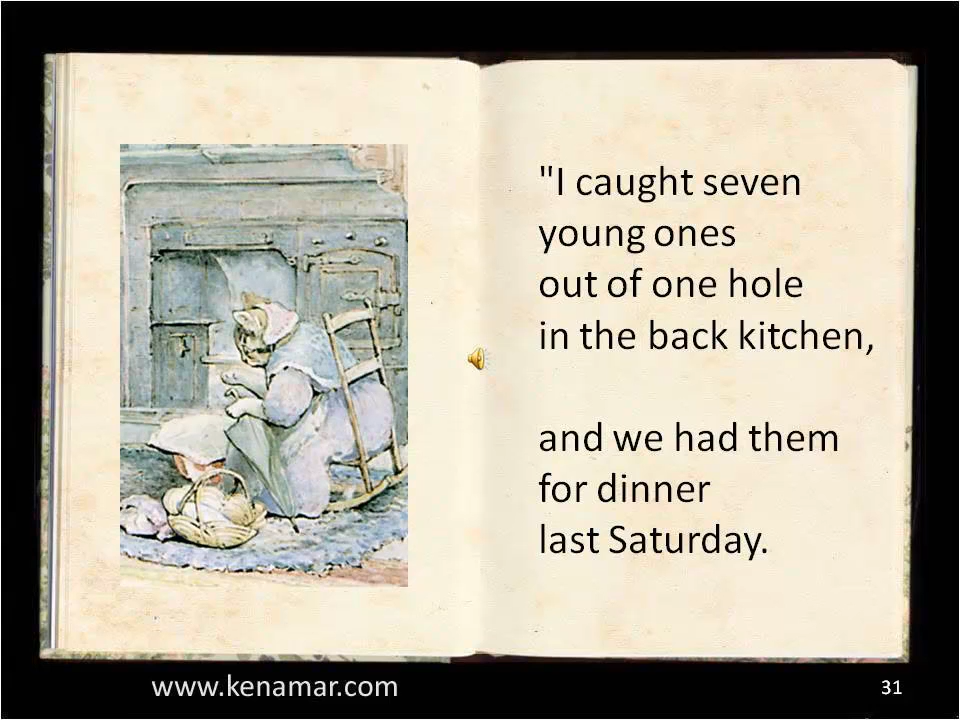 "I caught seven
young ones
out of one hole
in the back kitchen,
and we had them
for dinner
last Saturday.
www.kenamar.com
31